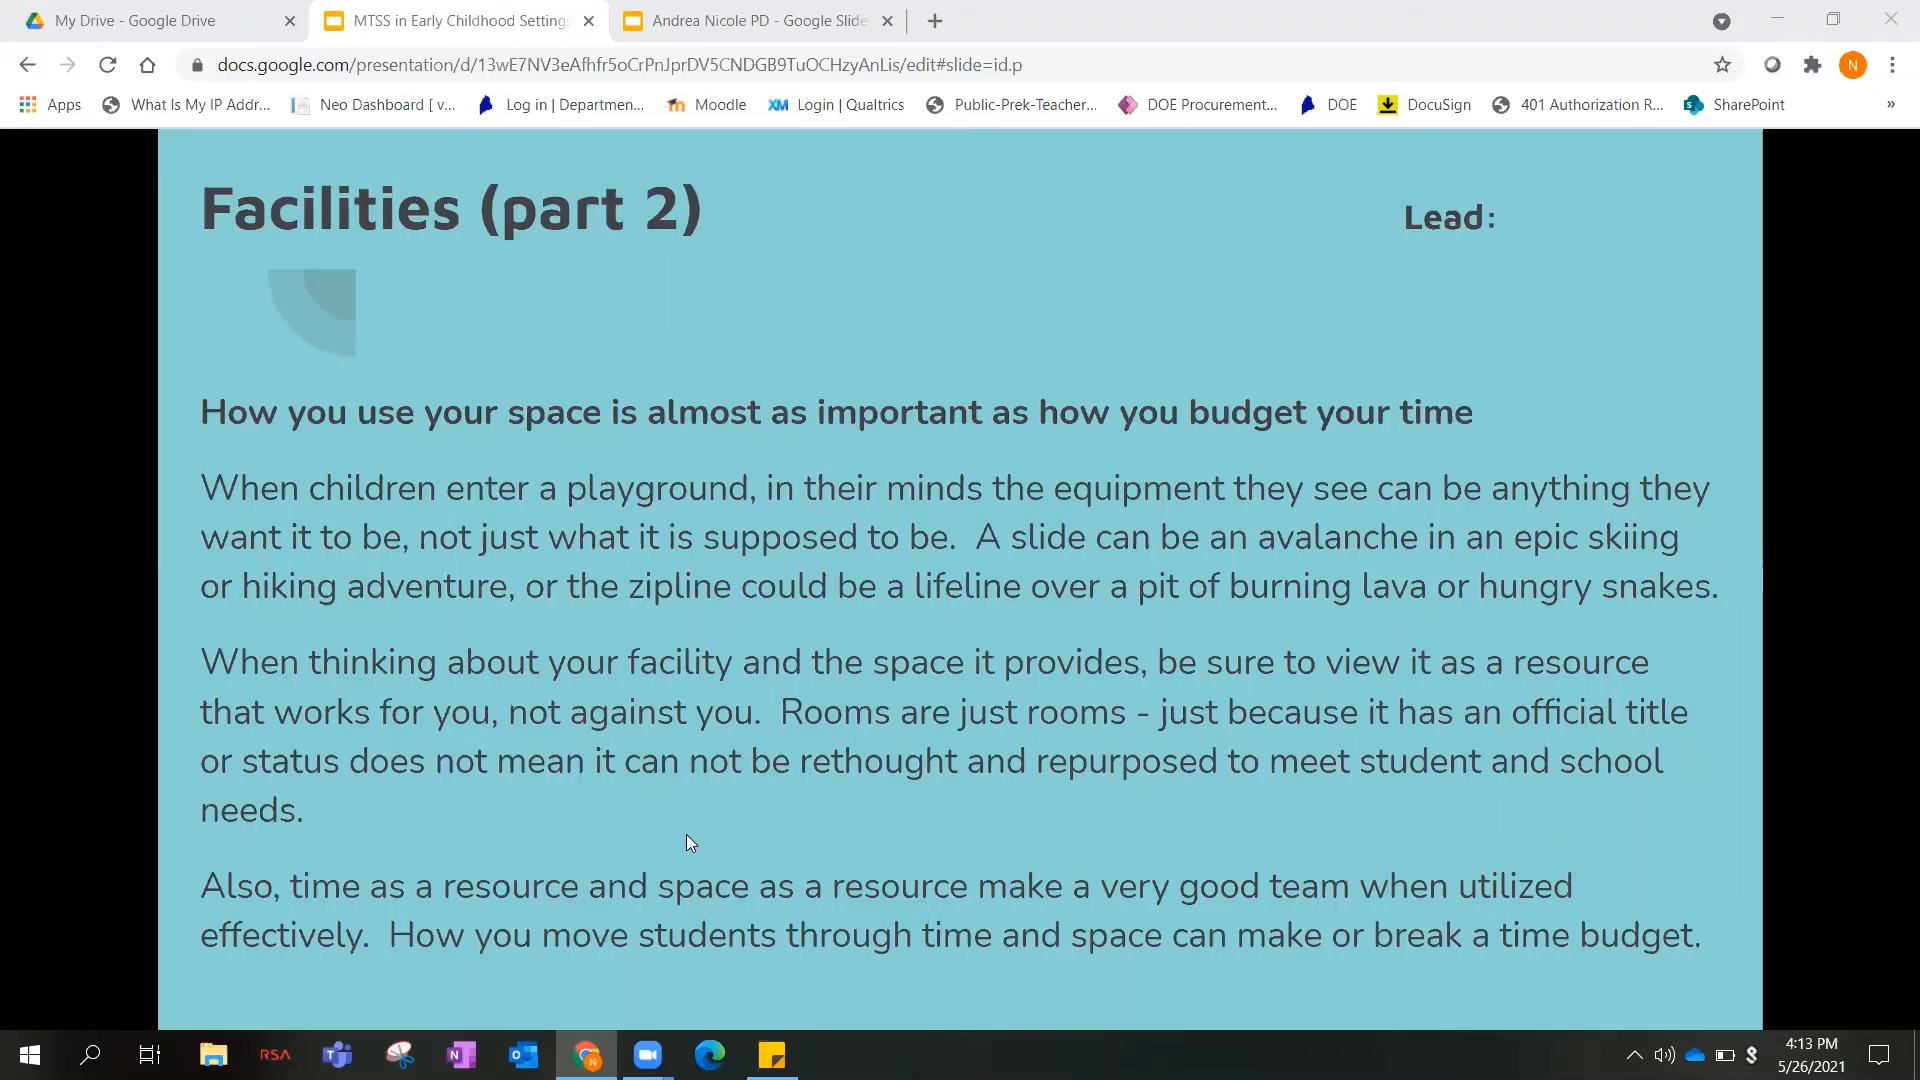 My Drive - Google Drive
MTSS in Early Childhood Setting
Andrea Nicole PD - Google Slide
docs.google.com/presentation/d/13wE7NV3eAfhfr5oCrPnJprDV5CNDGB9TuOCHzyAnLis/edit#slide=id.p
N
Apps What Is My IP Addr... Neo Dashboard [ v... Log in | Departmen... Moodle XM Login | Qualtrics Public-Prek-Teacher... DOE Procurement... DOE DocuSign 401 Authorization R... SharePoint »
Facilities (part 2) Lead:
How you use your space is almost as important as how you budget your time
When children enter a playground, in their minds the equipment they see can be anything they
want it to be, not just what it is supposed to be. A slide can be an avalanche in an epic skiing
or hiking adventure, or the zipline could be a lifeline over a pit of burning lava or hungry snakes.
When thinking about your facility and the space it provides, be sure to view it as a resource
that works for you, not against you. Rooms are just rooms - just because it has an official title
or status does not mean it can not be rethought and repurposed to meet student and school
needs.
Also, time as a resource and space as a resource make a very good team when utilized
effectively. How you move students through time and space can make or break a time budget.
RSA
4:13 PM
5/26/2021